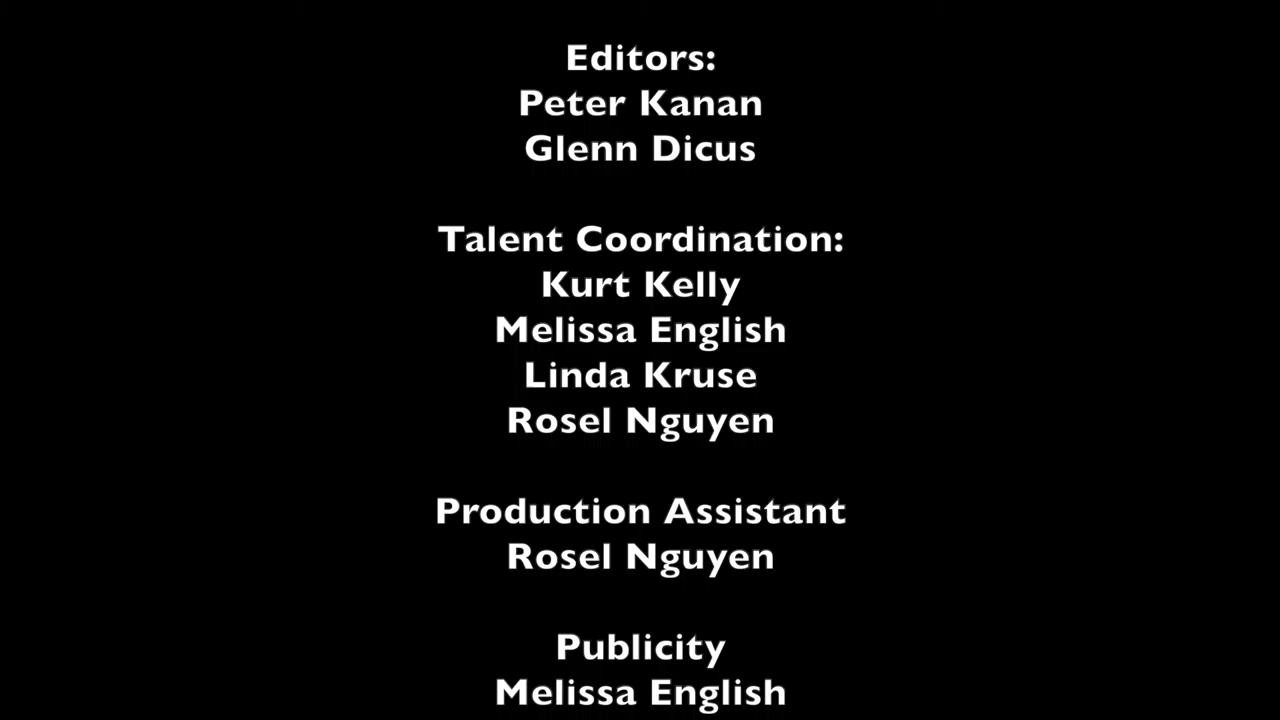 Editors:
Peter Kanan
Glenn Dicus
Talent Coordination:
Kurt Kelly
Melissa English
Linda Kruse
Rosel Nguyen
Production Assistant
Rosel Nguyen
Publicity
Melissa English